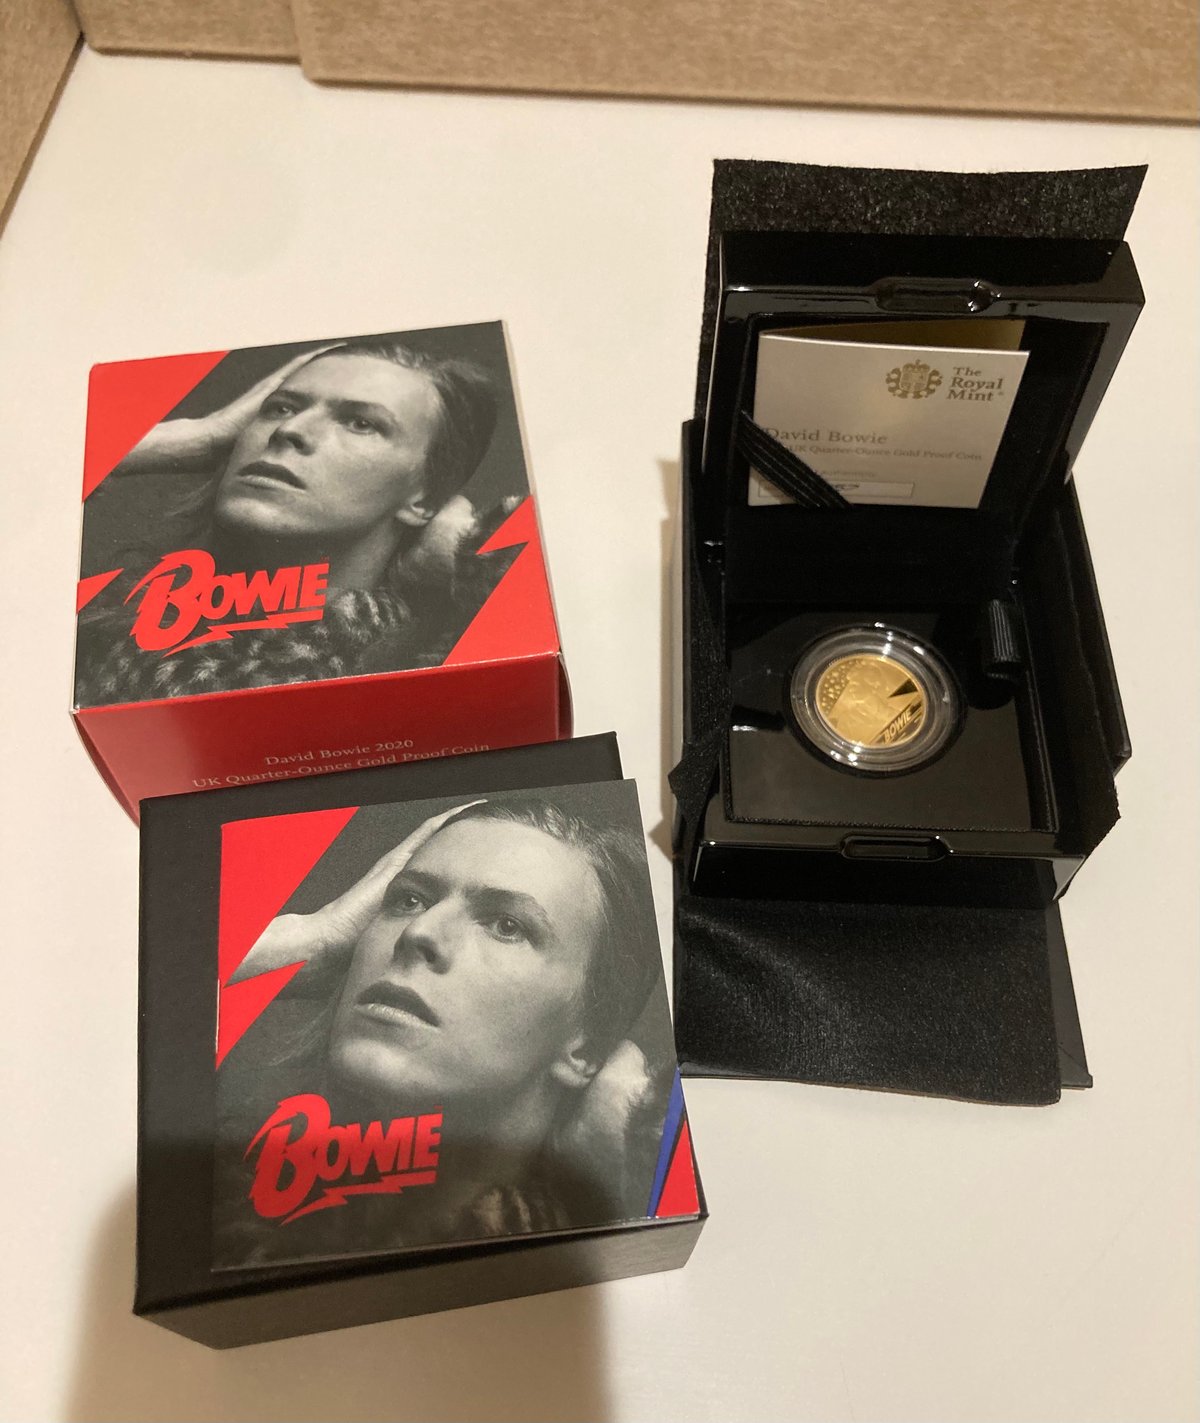 BOWIE
David Bowie 2020
UK Quarter-Ounce Gold Proof Coin
BOWIE
The
Royal
Mint®
David Bowie
UK Quarter-Ounce Gold Proof Coin
BOWIE